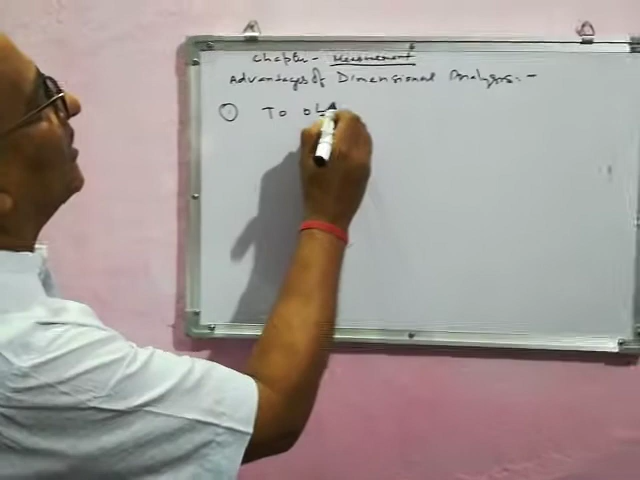 Chapter - Measurement
Advantages of Dimensional Analysis: -
① To ob